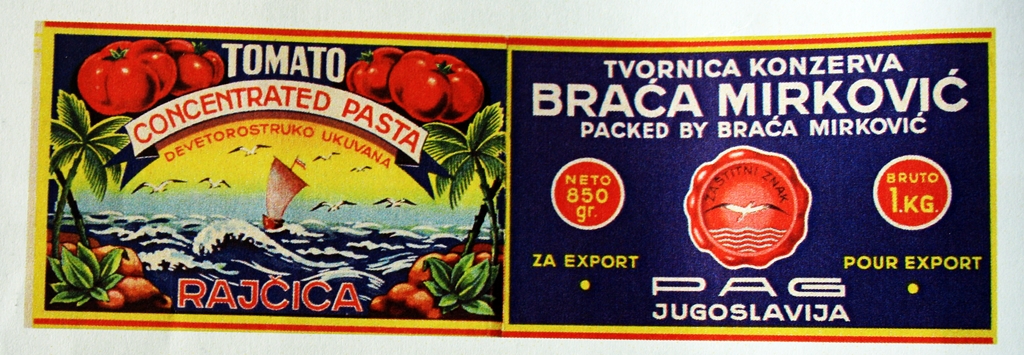 TOMATO
CONCENTRATED PASTA
DEVETOROSTRUKO UKUVANA
RAJČICA
TVORNICA KONZERVA
BRAĆA MIRKOVIĆ
PACKED BY BRAĆA MIRKOVIĆ
NETO
850
gr.
ZAŠTITNI ZNAK
BRUTO
1.KG.
ZA EXPORT
POUR EXPORT
PAG
JUGOSLAVIJA